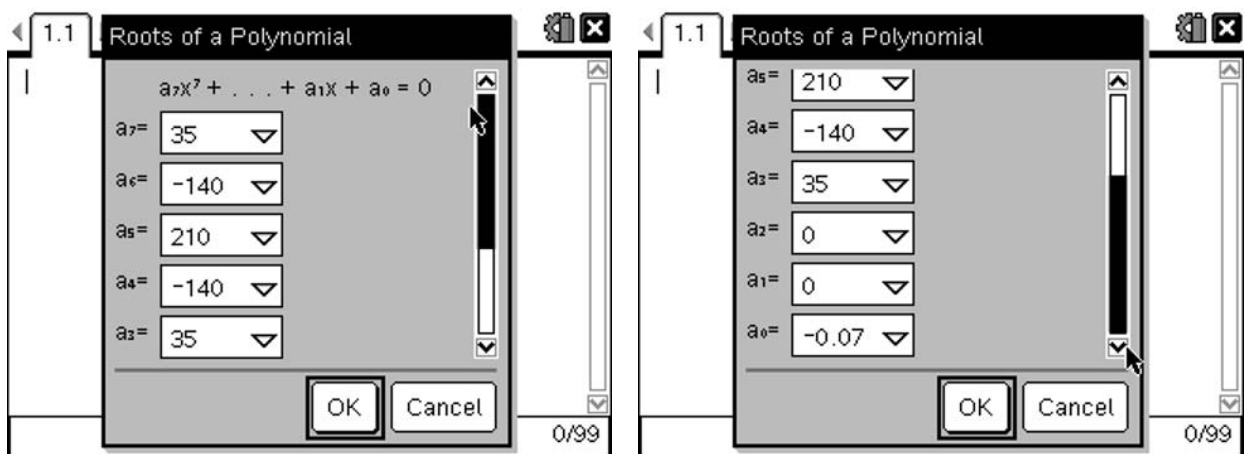 1.1
Roots of a Polynomial
a₇x⁷ + . . . + a₁x + a₀ = 0
a₇= 35
a₆= -140
a₅= 210
a₄= -140
a₃= 35
OK Cancel
0/99
1.1
Roots of a Polynomial
a₅= 210
a₄= -140
a₃= 35
a₂= 0
a₁= 0
a₀= -0.07
OK Cancel
0/99